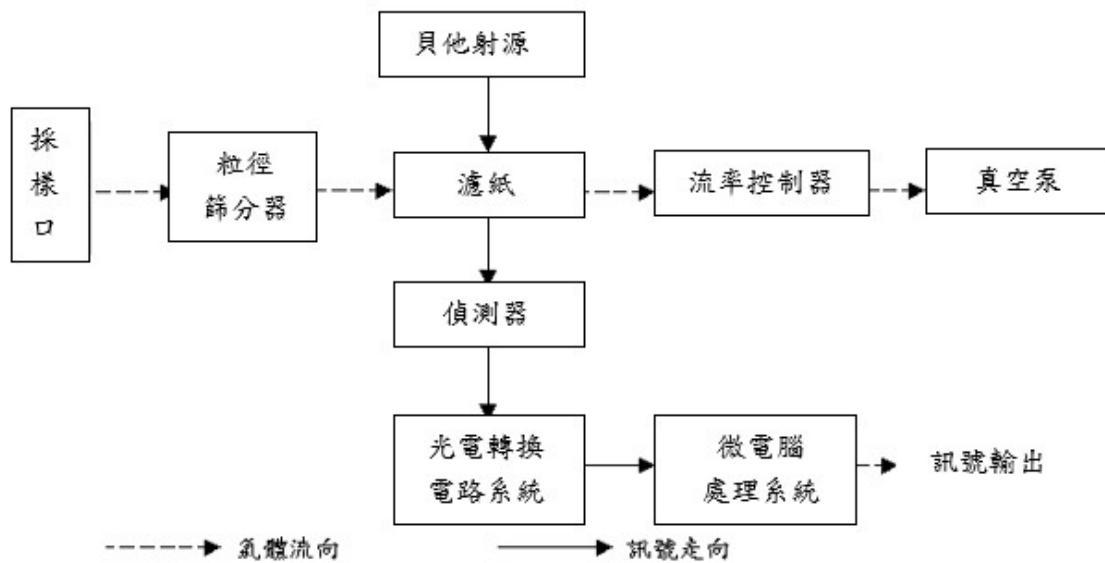 貝他射源
採
樣
口
粒徑
篩分器
濾紙
流率控制器
真空泵
偵測器
光電轉換
電路系統
微電腦
處理系統
訊號輸出
氣體流向
訊號走向